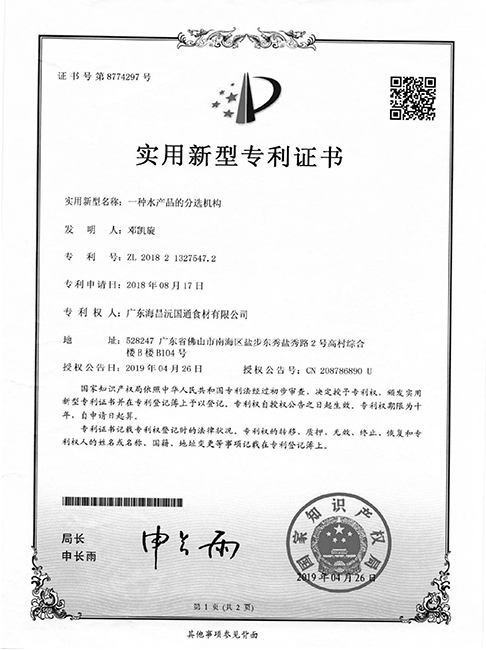 证书号第8774297号
实用新型专利证书
实用新型名称：一种水产品的分选机构
发明人：邓凯旋
专利号：ZL 2018 2 1327547.2
专利申请日：2018年08月17日
专利权人：广东海昌沅国通食材有限公司
地址：528247 广东省佛山市南海区盐步东秀盐秀路2号高村综合
楼B楼B104号
授权公告日：2019年04月26日 授权公告号：CN 208786890 U
国家知识产权局依照中华人民共和国专利法经过初步审查，决定授予专利权，颁发实用
新型专利证书并在专利登记簿上予以登记。专利权自授权公告之日起生效。专利权期限为十
年，自申请日起算。
专利证书记载专利权登记时的法律状况。专利权的转移、质押、无效、终止、恢复和专
利权人的姓名或名称、国籍、地址变更等事项记载在专利登记簿上。
局长
申长雨
申长雨
国家知识产权局
2019年04月26日
第1页(共2页)
其他事项参见背面